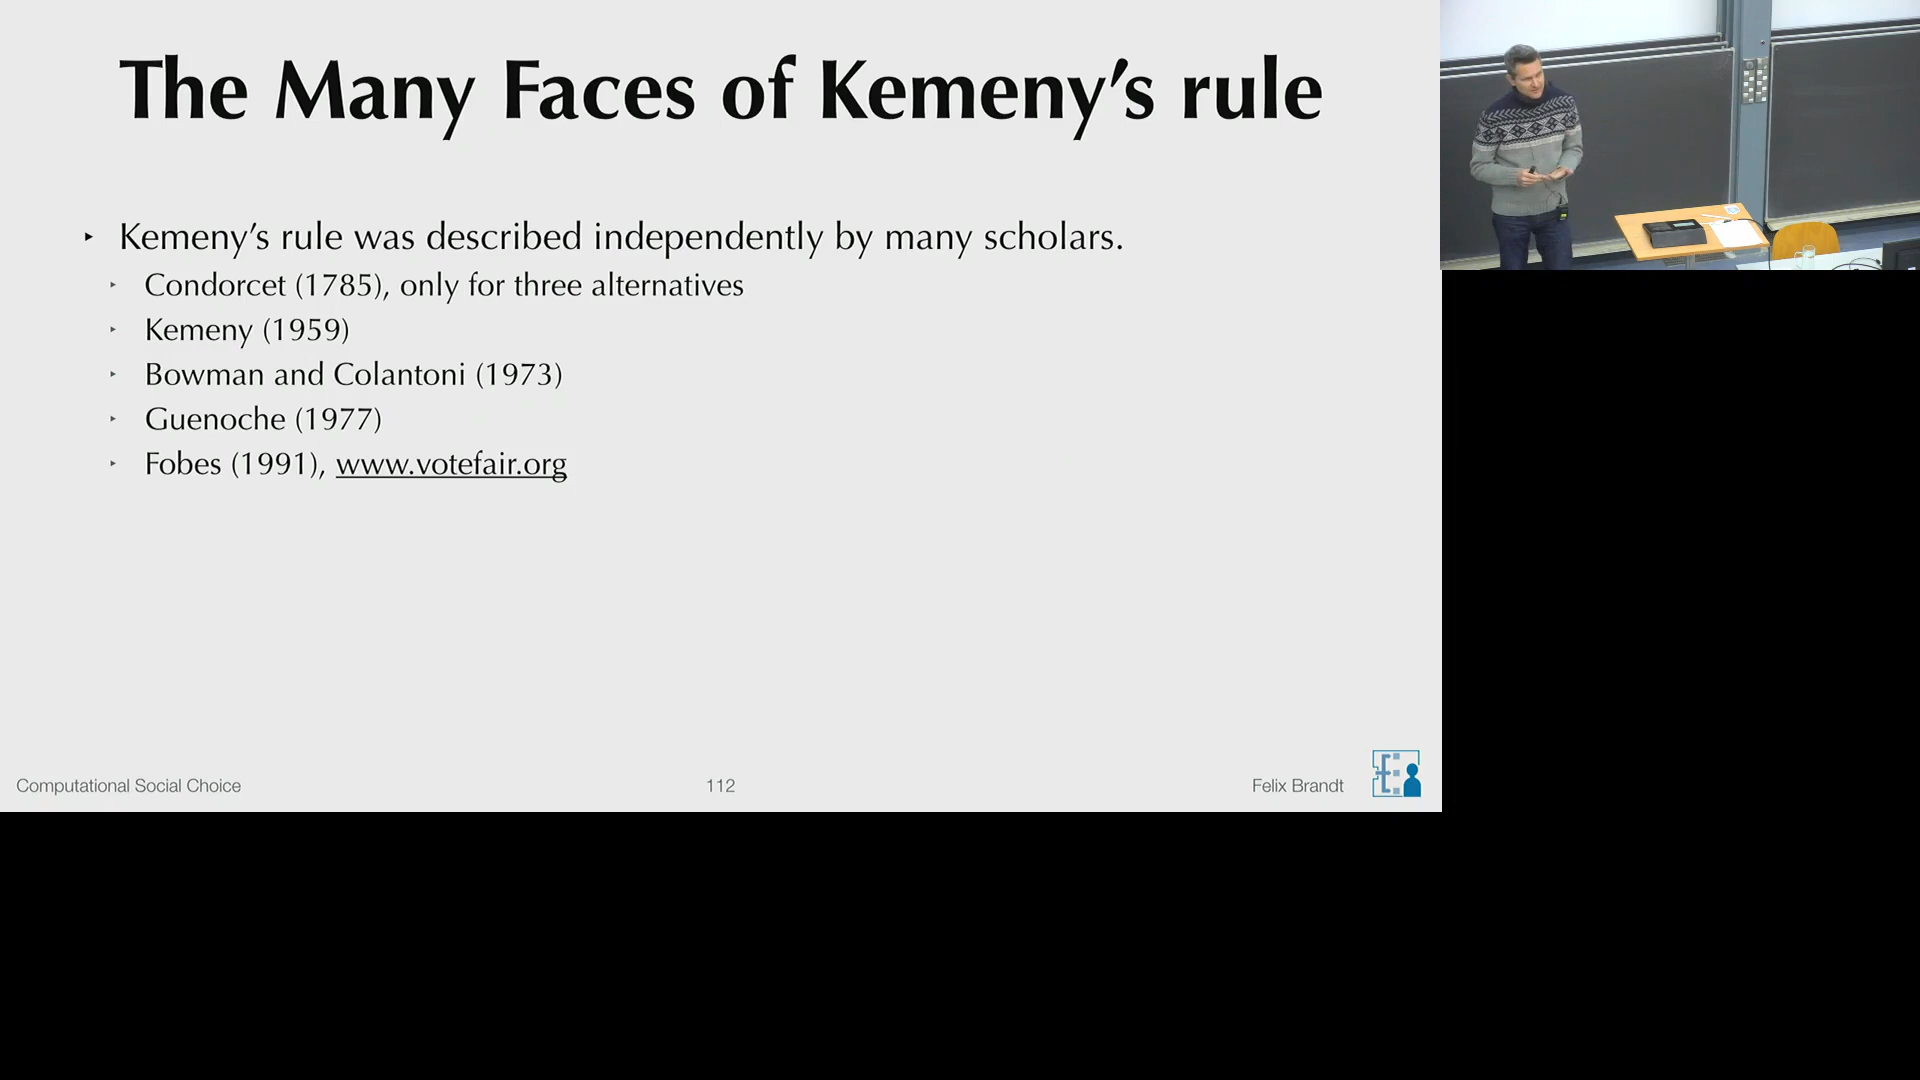 The Many Faces of Kemeny’s rule
‣ Kemeny’s rule was described independently by many scholars.
‣ Condorcet (1785), only for three alternatives
‣ Kemeny (1959)
‣ Bowman and Colantoni (1973)
‣ Guenoche (1977)
‣ Fobes (1991), www.votefair.org
Computational Social Choice
112
Felix Brandt